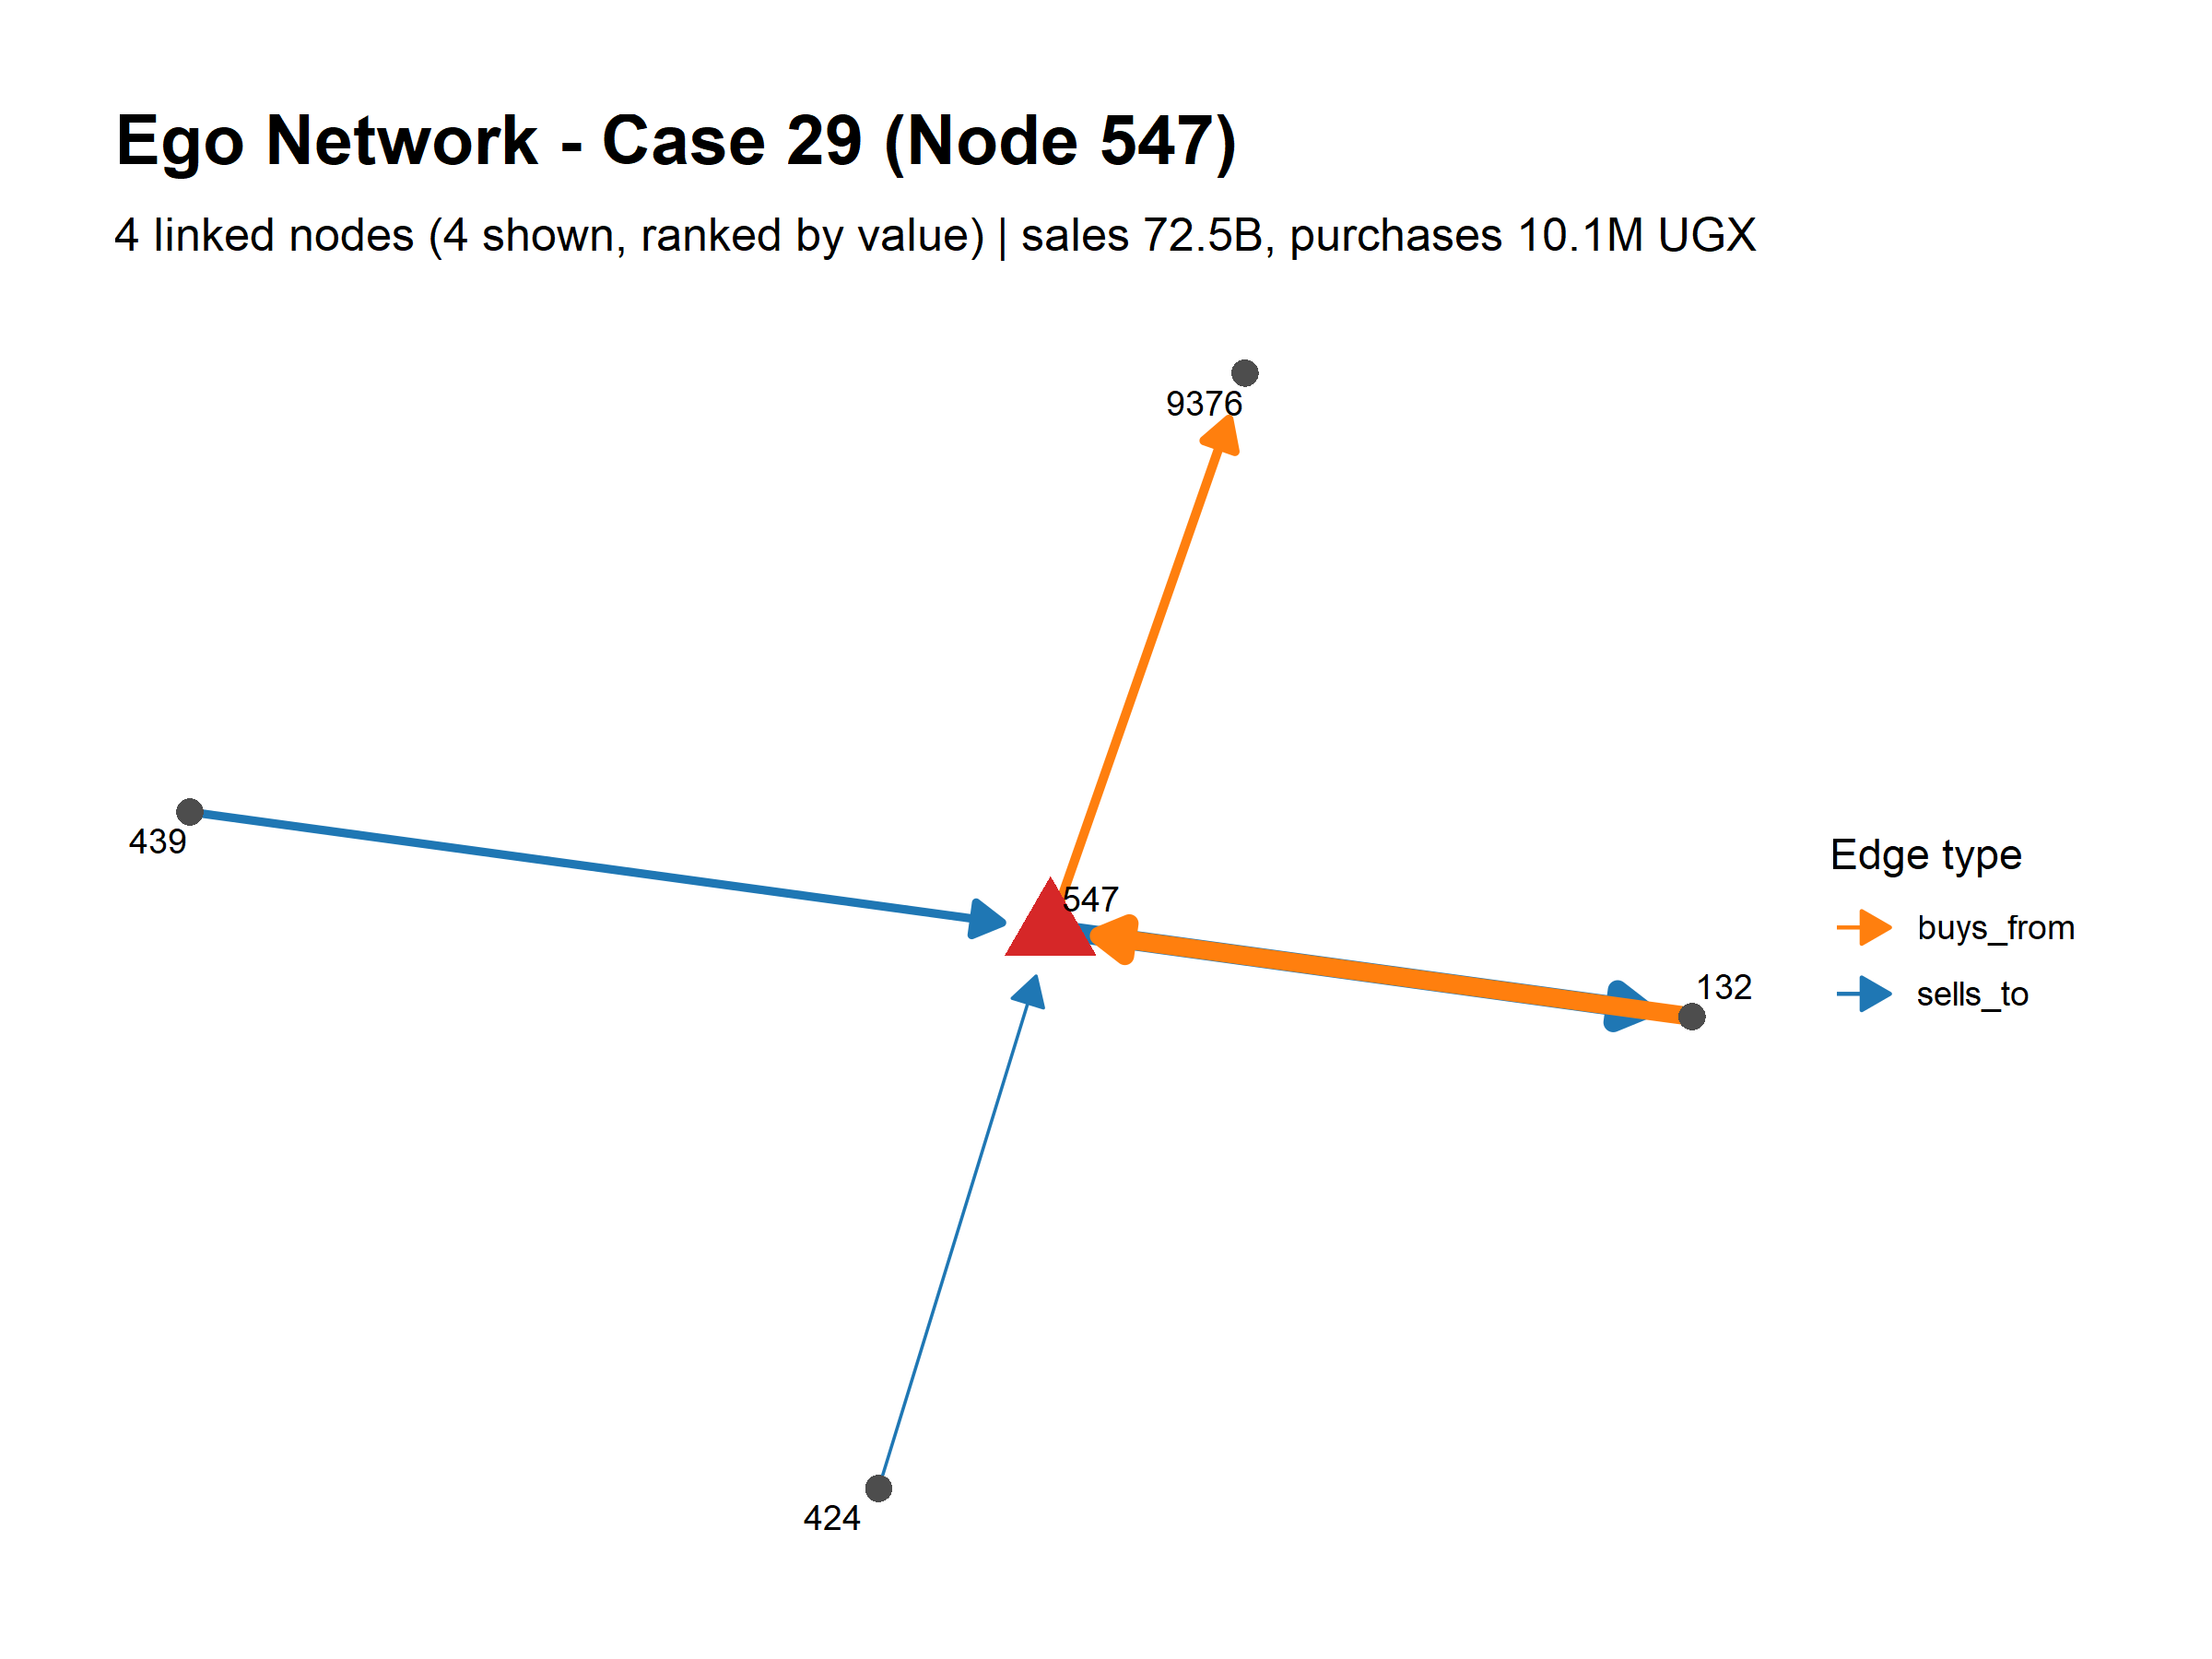 Ego Network - Case 29 (Node 547)
4 linked nodes (4 shown, ranked by value) | sales 72.5B, purchases 10.1M UGX
9376
439
547
132
424
Edge type
buys_from
sells_to